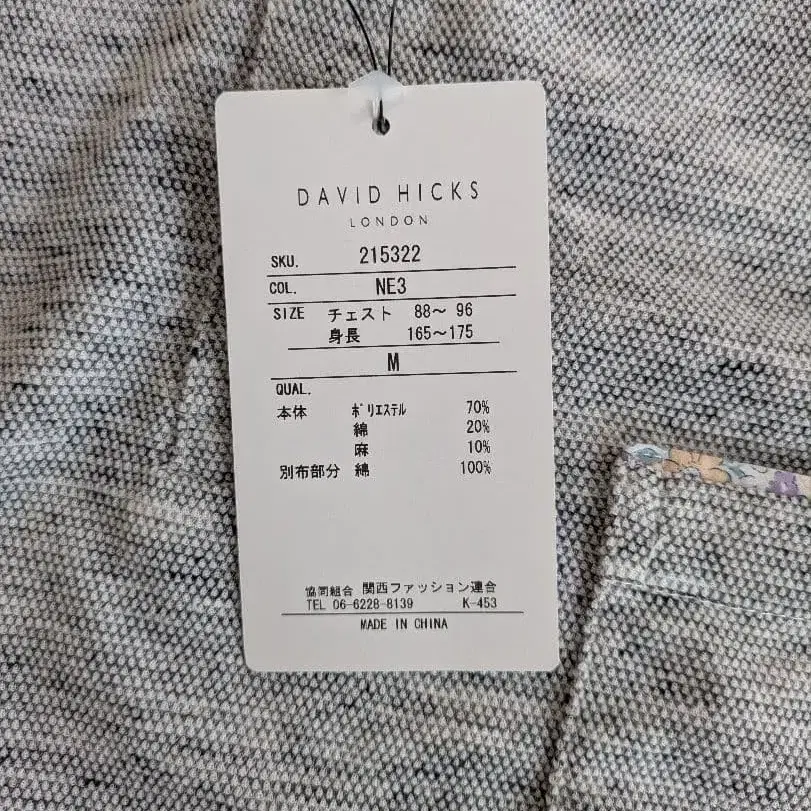 DAVID HICKS
LONDON
SKU. 215322
COL. NE3
SIZE チェスト 88～ 96
身長 165～175
M
QUAL.
本体 ﾎﾟﾘｴｽﾃﾙ 70%
綿 20%
麻 10%
別布部分 綿 100%
協同組合 関西ファッション連合
TEL 06-6228-8139 K-453
MADE IN CHINA